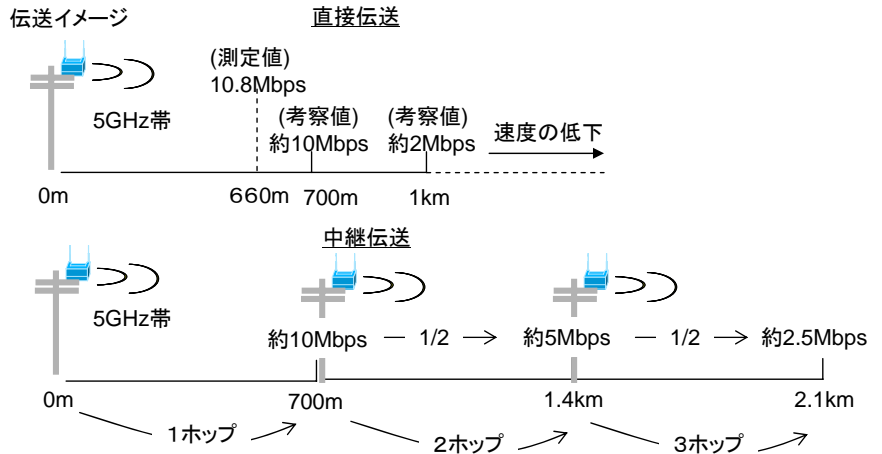 伝送イメージ
直接伝送
(測定値)
10.8Mbps
5GHz帯
(考察値)
約10Mbps
(考察値)
約2Mbps
速度の低下
0m
660m
700m
1km
中継伝送
5GHz帯
約10Mbps
1/2
約5Mbps
1/2
約2.5Mbps
0m
700m
1.4km
2.1km
1ホップ
2ホップ
3ホップ